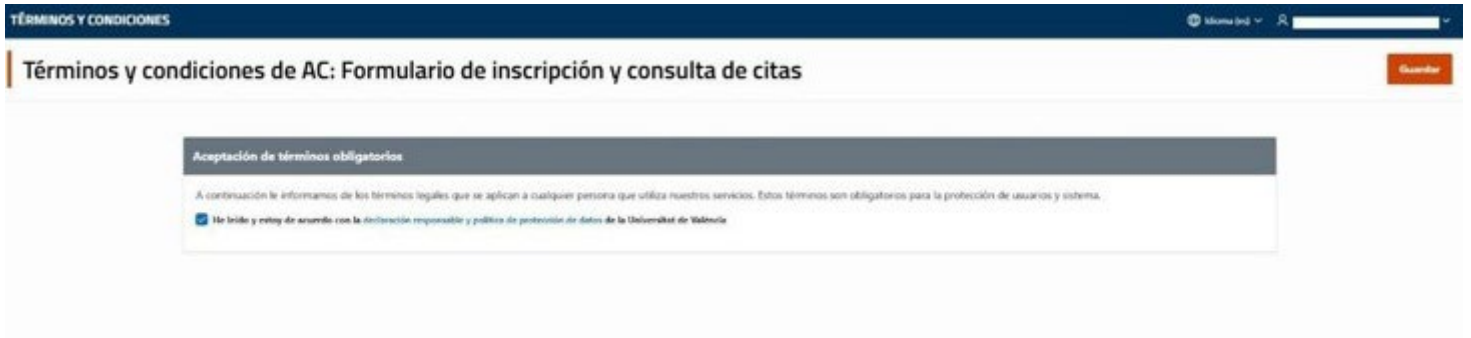 TÉRMINOS Y CONDICIONES
Idioma (es)
Términos y condiciones de AC: Formulario de inscripción y consulta de citas
Guardar
Aceptación de términos obligatorios
A continuación le informamos de los términos legales que se aplican a cualquier persona que utiliza nuestros servicios. Estos términos son obligatorios para la protección de usuarios y sistema.
He leído y estoy de acuerdo con la declaración responsable y política de protección de datos de la Universitat de València